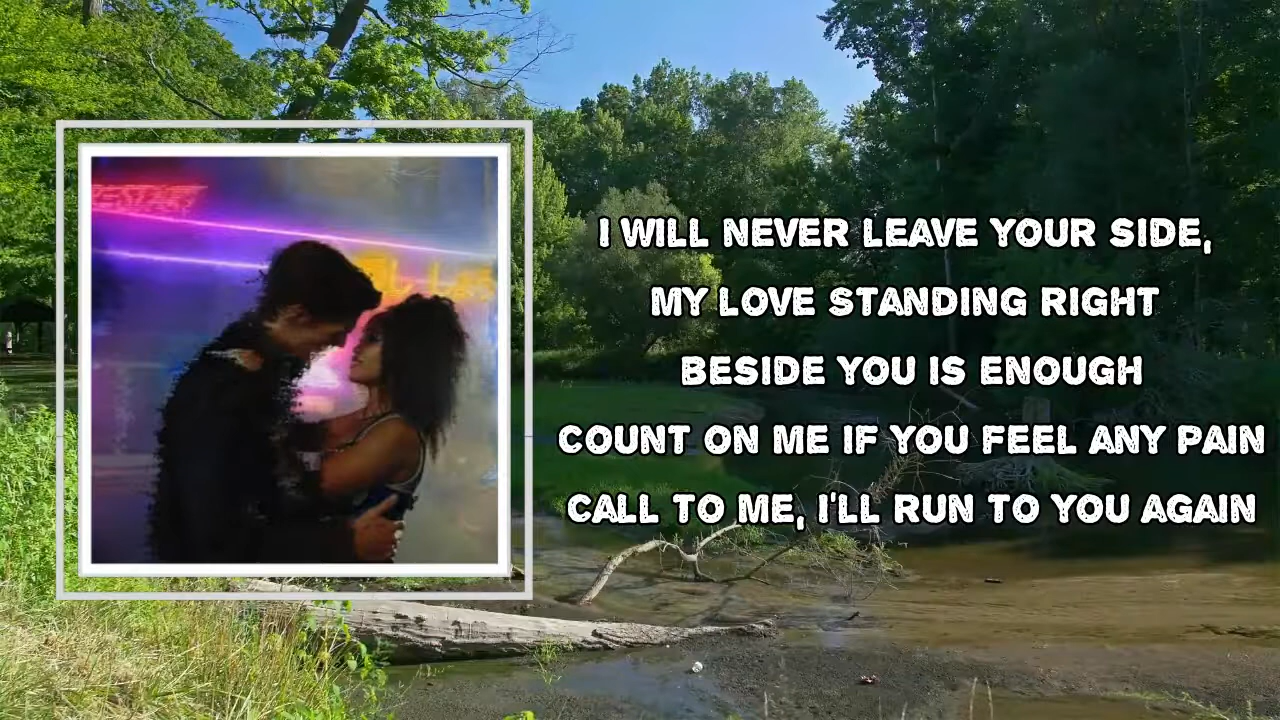 I WILL NEVER LEAVE YOUR SIDE,
MY LOVE STANDING RIGHT
BESIDE YOU IS ENOUGH
COUNT ON ME IF YOU FEEL ANY PAIN
CALL TO ME, I'LL RUN TO YOU AGAIN